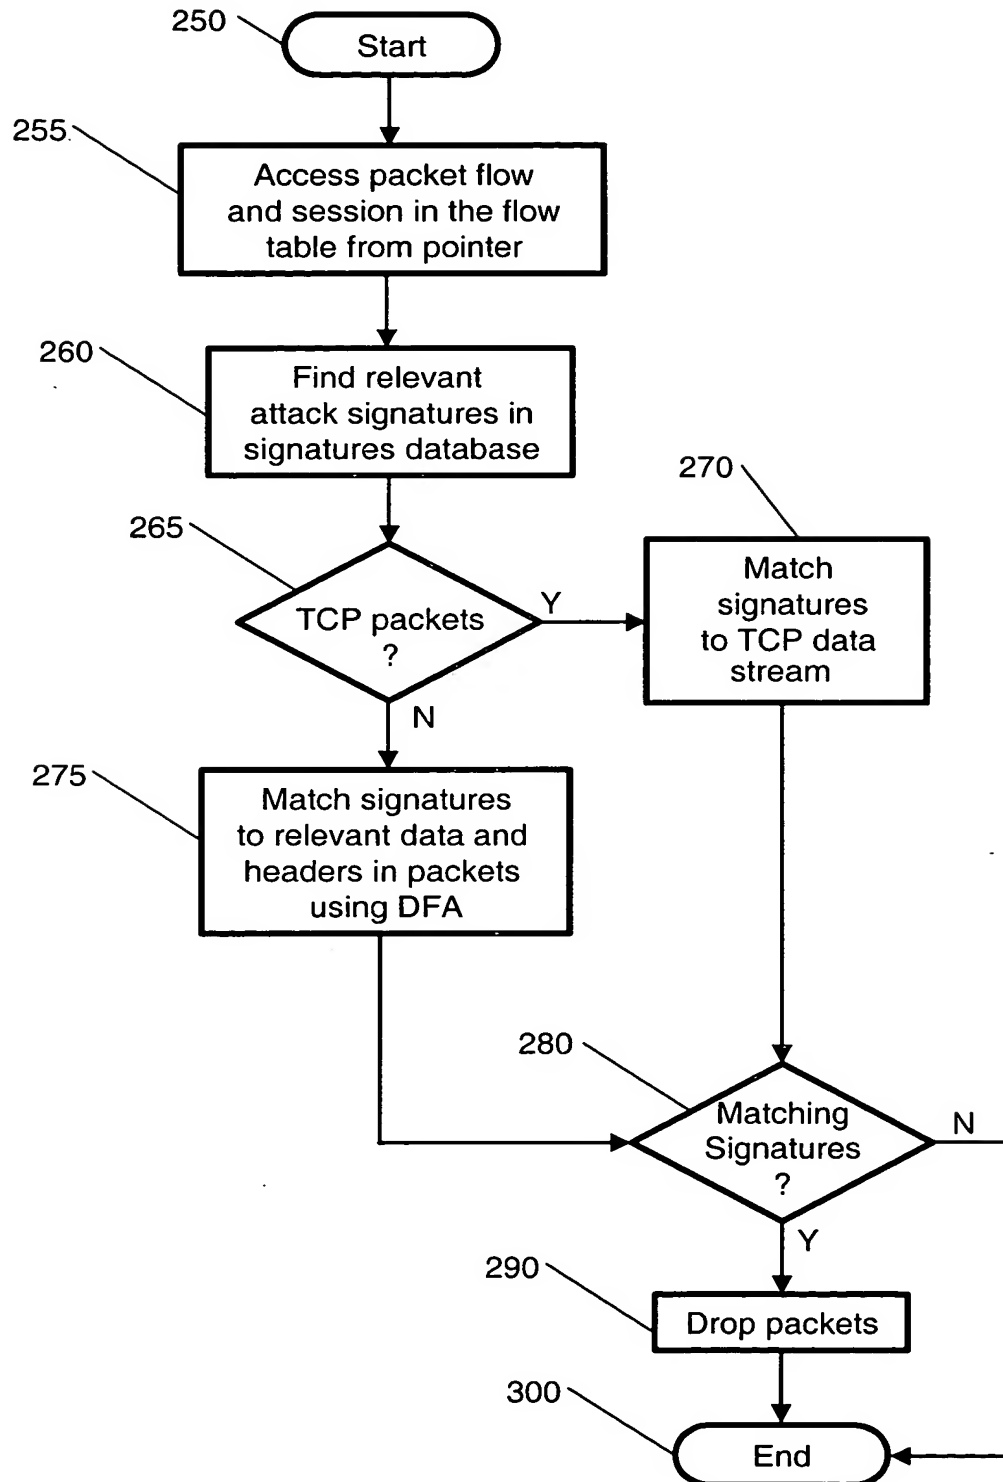 250
Start
255
Access packet flow
and session in the flow
table from pointer
260
Find relevant
attack signatures in
signatures database
265
TCP packets
?
Y
N
270
Match
signatures
to TCP data
stream
275
Match signatures
to relevant data and
headers in packets
using DFA
280
Matching
Signatures
?
N
Y
290
Drop packets
300
End